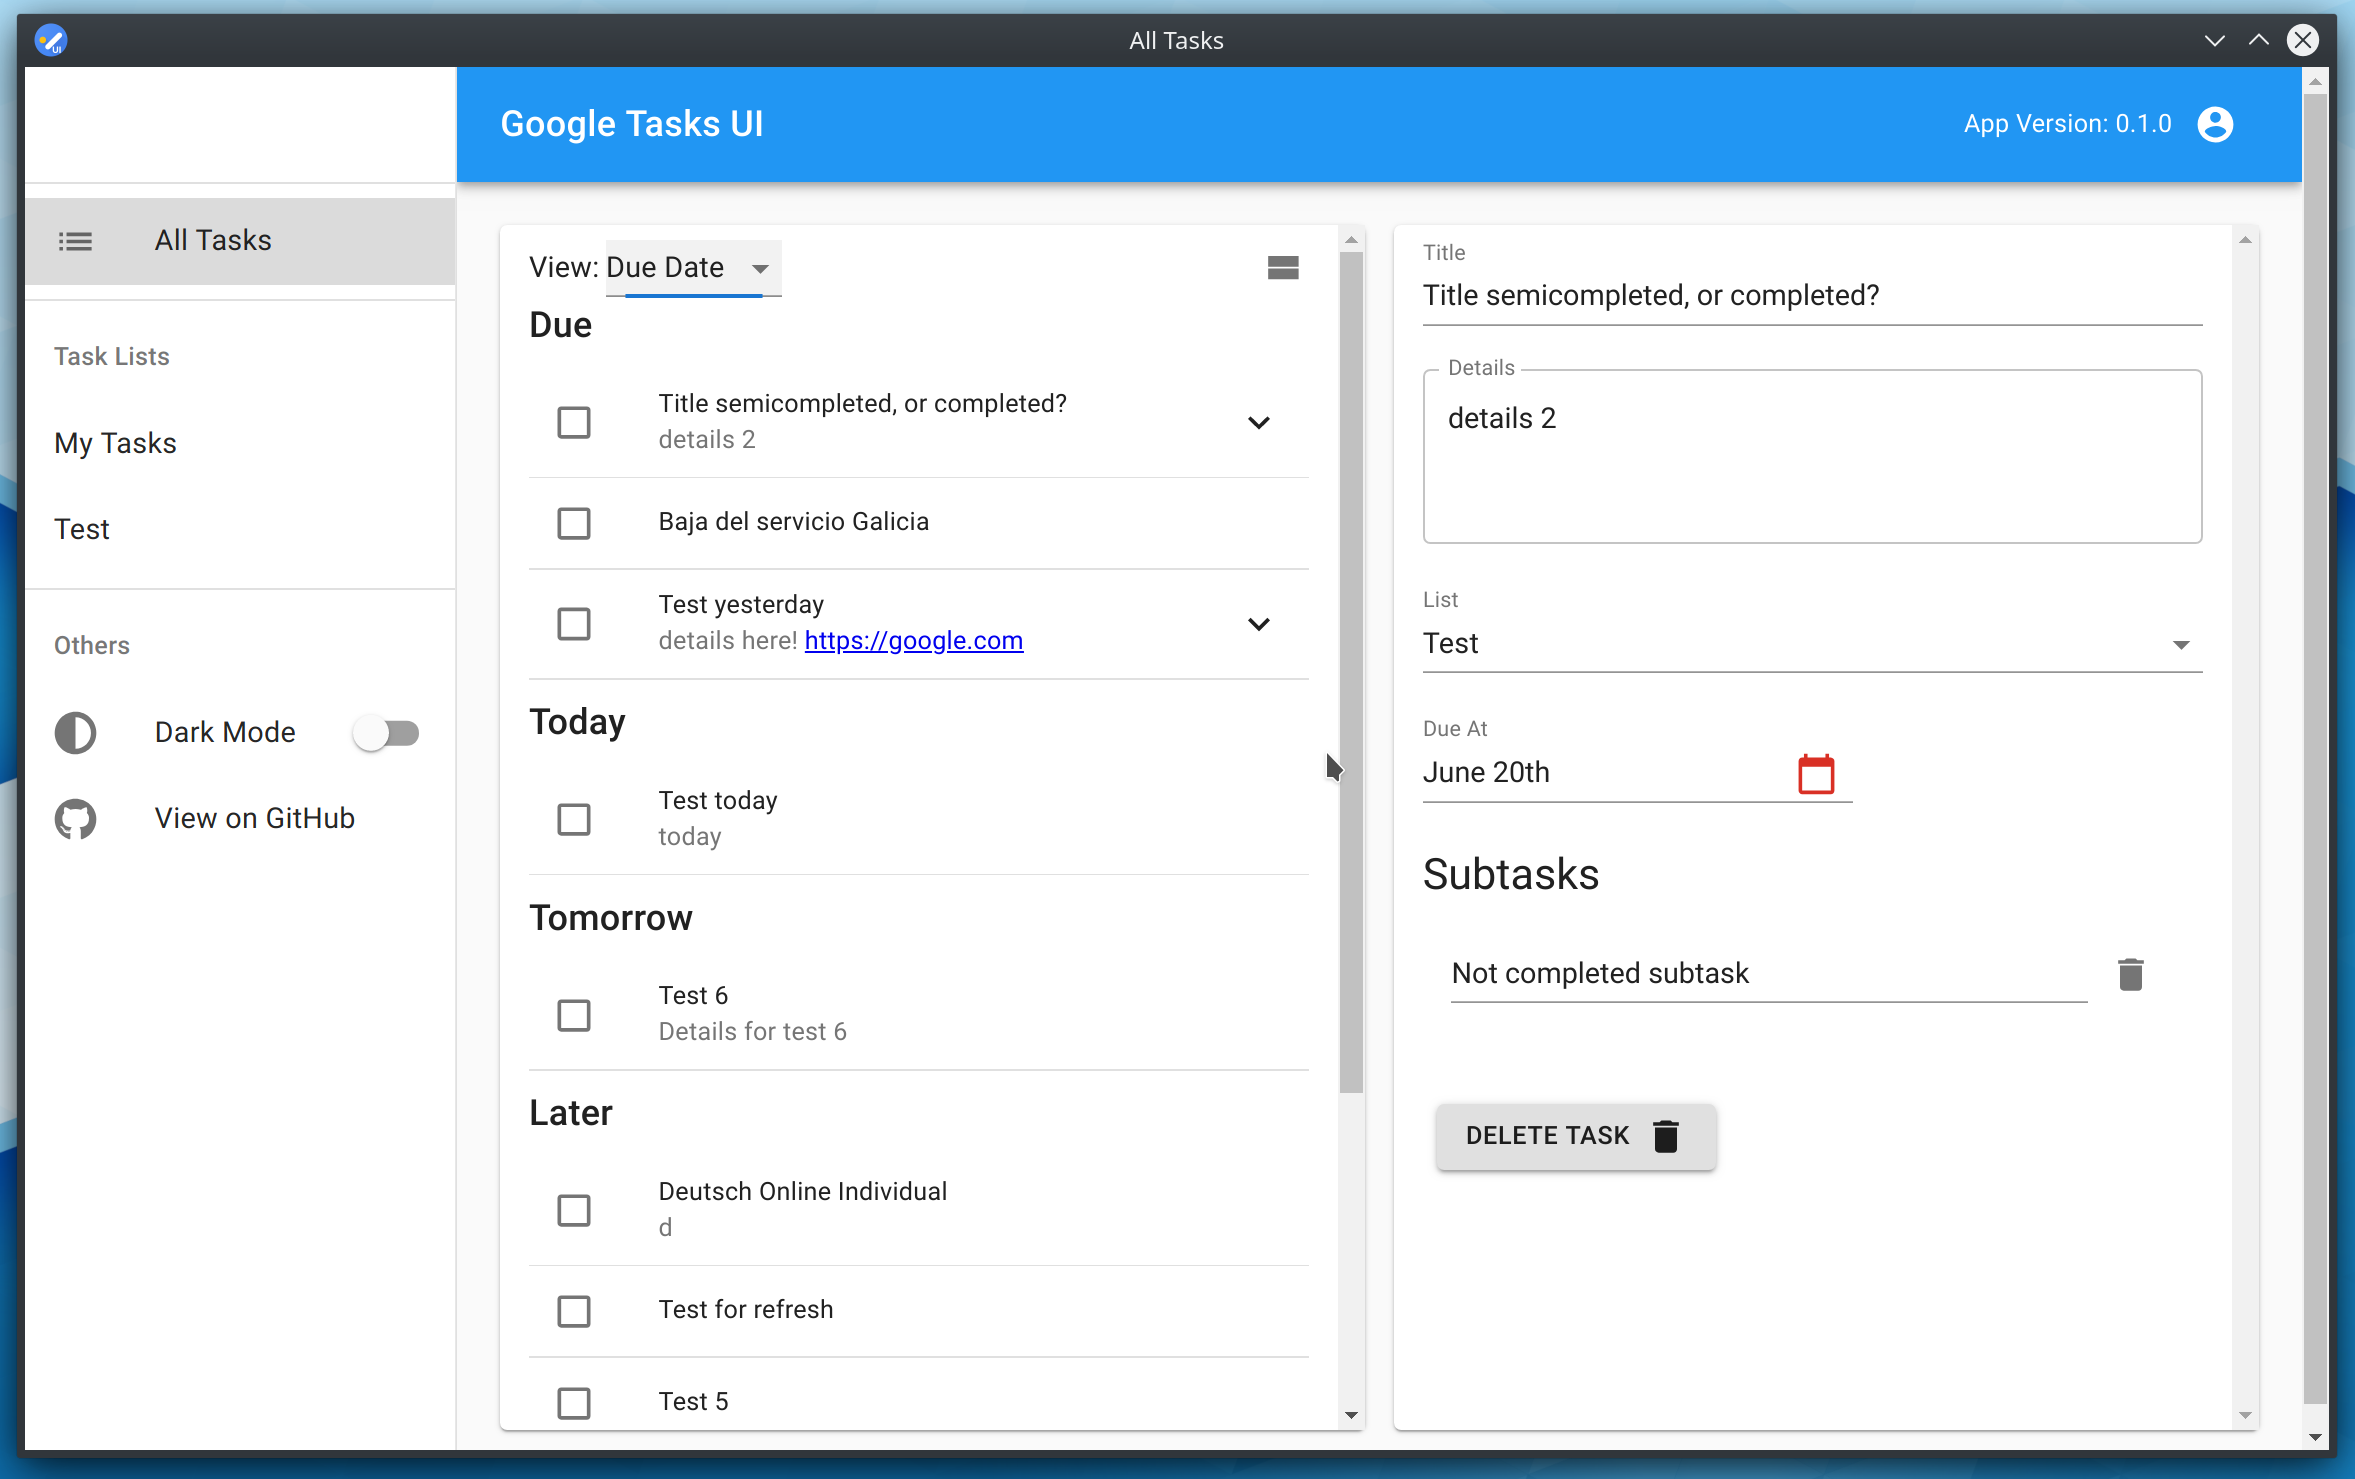 All Tasks
Google Tasks UI
App Version: 0.1.0
All Tasks
Task Lists
My Tasks
Test
Others
Dark Mode
View on GitHub
View: Due Date
Due
Title semicompleted, or completed?
details 2
Baja del servicio Galicia
Test yesterday
details here! https://google.com
Today
Test today
today
Tomorrow
Test 6
Details for test 6
Later
Deutsch Online Individual
d
Test for refresh
Test 5
Title
Title semicompleted, or completed?
Details
details 2
List
Test
Due At
June 20th
Subtasks
Not completed subtask
DELETE TASK
UI